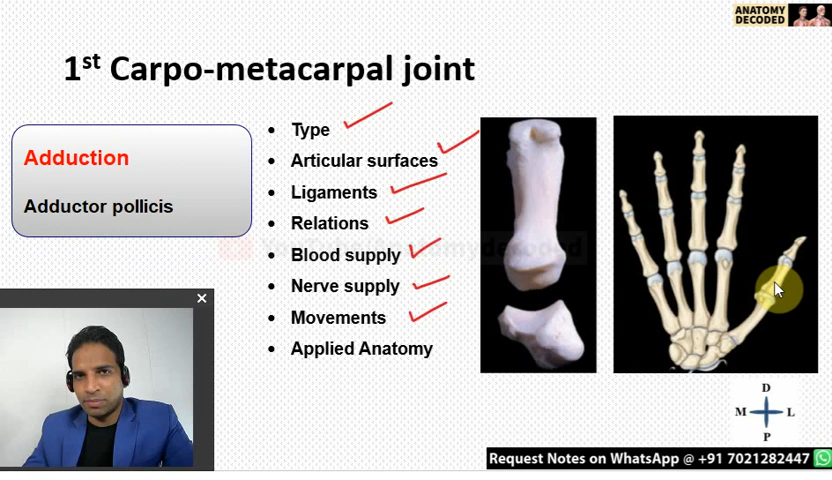 ANATOMY
DECODED
1st Carpo-metacarpal joint
Adduction
Adductor pollicis
Type
Articular surfaces
Ligaments
Relations
Blood supply
Nerve supply
Movements
Applied Anatomy
D
M L
P
Request Notes on WhatsApp @ +91 7021282447